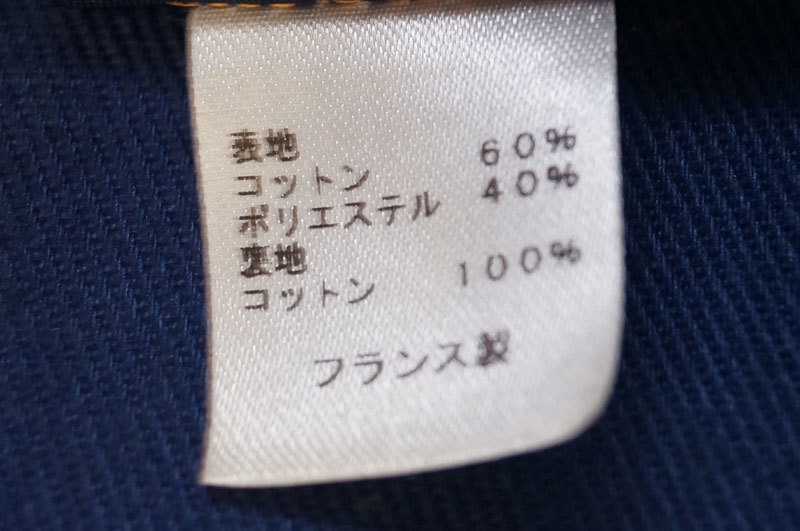 表地
コットン 60%
ポリエステル 40%
裏地
コットン 100%
フランス製